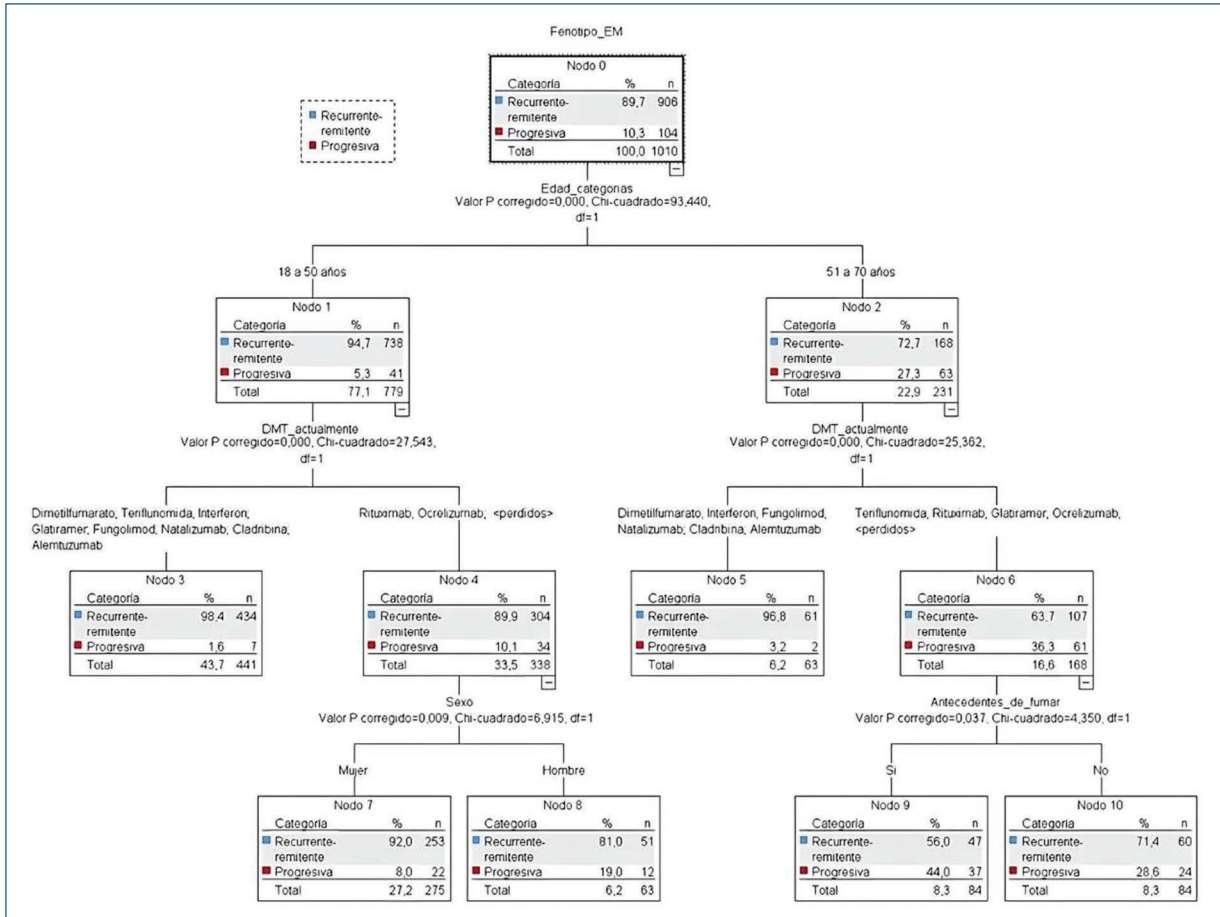 Fenotipo_EM
Nodo 0
Categoría % n
Recurrente- 89,7 906
remitente
Progresiva 10,3 104
Total 100,0 1010
Recurrente-
remitente
Progresiva
Edad_categorias
Valor P corregido=0,000, Chi-cuadrado=93,440,
df=1
18 a 50 años
51 a 70 años
Nodo 1
Categoría % n
Recurrente- 94,7 738
remitente
Progresiva 5,3 41
Total 77,1 779
Nodo 2
Categoría % n
Recurrente- 72,7 168
remitente
Progresiva 27,3 63
Total 22,9 231
DMT_actualmente
Valor P corregido=0,000, Chi-cuadrado=27,543,
df=1
DMT_actualmente
Valor P corregido=0,000, Chi-cuadrado=25,362,
df=1
Dimetilfumarato, Teriflunomida, Interferon;
Glatiramer; Fungolimod, Natalizumab; Cladribina;
Alemtuzumab
Rituximab, Ocrelizumab; <perdidos>
Dimetilfumarato, Interferon, Fungolimod,
Natalizumab; Cladribina; Alemtuzumab
Teriflunomida, Rituximab, Glatiramer, Ocrelizumab,
<perdidos>
Nodo 3
Categoría % n
Recurrente- 98,4 434
remitente
Progresiva 1,6 7
Total 43,7 441
Nodo 4
Categoría % n
Recurrente- 89,9 304
remitente
Progresiva 10,1 34
Total 33,5 338
Nodo 5
Categoría % n
Recurrente- 96,8 61
remitente
Progresiva 3,2 2
Total 6,2 63
Nodo 6
Categoría % n
Recurrente- 63,7 107
remitente
Progresiva 36,3 61
Total 16,6 168
Sexo
Valor P corregido=0,009, Chi-cuadrado=6,915, df=1
Antecedentes_de_fumar
Valor P corregido=0,037, Chi-cuadrado=4,350, df=1
Mujer
Hombre
Si
No
Nodo 7
Categoría % n
Recurrente- 92,0 253
remitente
Progresiva 8,0 22
Total 27,2 275
Nodo 8
Categoría % n
Recurrente- 81,0 51
remitente
Progresiva 19,0 12
Total 6,2 63
Nodo 9
Categoría % n
Recurrente- 56,0 47
remitente
Progresiva 44,0 37
Total 8,3 84
Nodo 10
Categoría % n
Recurrente- 71,4 60
remitente
Progresiva 28,6 24
Total 8,3 84